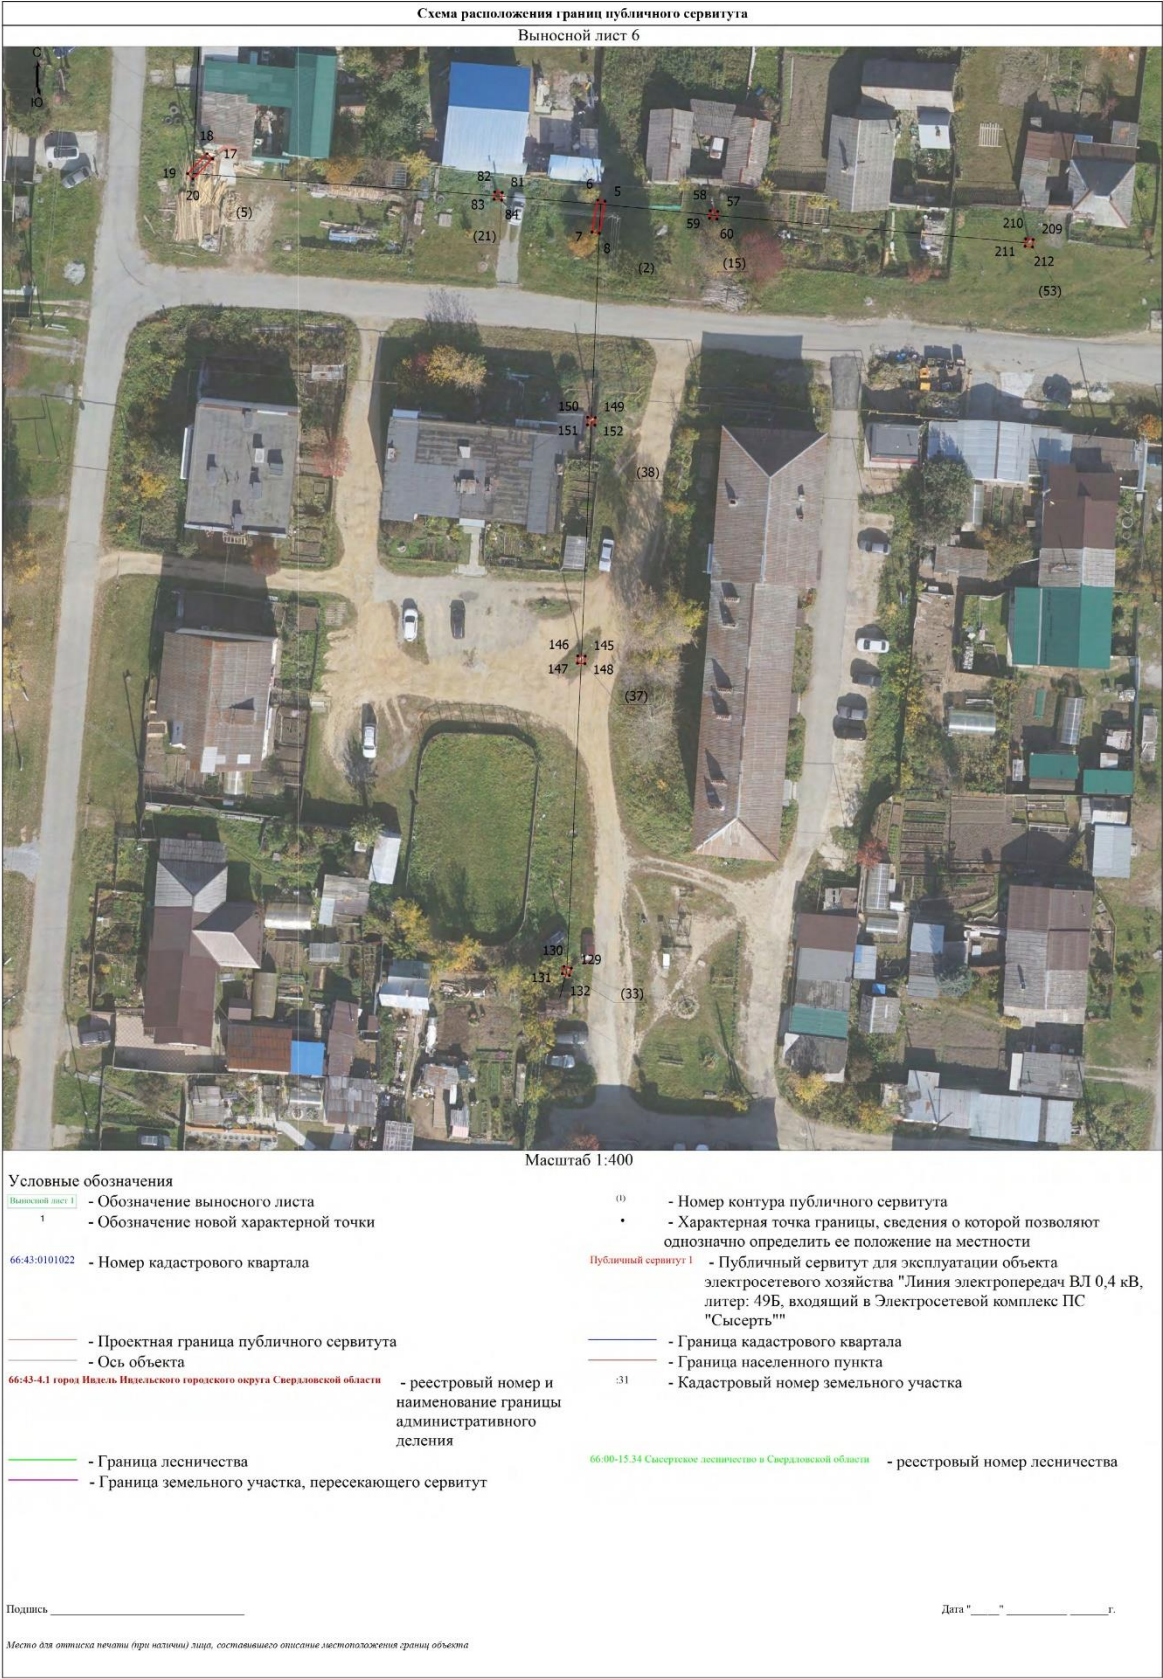 Схема расположения границ публичного сервитута
Выносной лист 6
С
Ю
18
17
19
20
(5)
82
81
83
84
(21)
6
5
7
8
(2)
58
57
59
60
(15)
210
209
211
212
(53)
150
149
151
152
(38)
146
145
147
148
(37)
130
129
131
132
(33)
Масштаб 1:400
Условные обозначения
Выносной лист 1 - Обозначение выносного листа
(1) - Номер контура публичного сервитута
1 - Обозначение новой характерной точки
- Характерная точка границы, сведения о которой позволяют
однозначно определить ее положение на местности
66:43:0101022 - Номер кадастрового квартала
Публичный сервитут 1 - Публичный сервитут для эксплуатации объекта
электросетевого хозяйства "Линия электропередач ВЛ 0,4 кВ,
литер: 49Б, входящий в Электросетевой комплекс ПС
"Сысерть""
- Проектная граница публичного сервитута
- Граница кадастрового квартала
- Ось объекта
- Граница населенного пункта
66:43-4.1 город Ивдель Ивдельского городского округа Свердловской области - реестровый номер и
наименование границы
административного
деления
:31 - Кадастровый номер земельного участка
- Граница лесничества
66:00-15.34 Сысертское лесничество в Свердловской области - реестровый номер лесничества
- Граница земельного участка, пересекающего сервитут
Подпись ____________________
Дата "_____" ___________ _______г.
Место для оттиска печати (при наличии) лица, составившего описание местоположения границ объекта